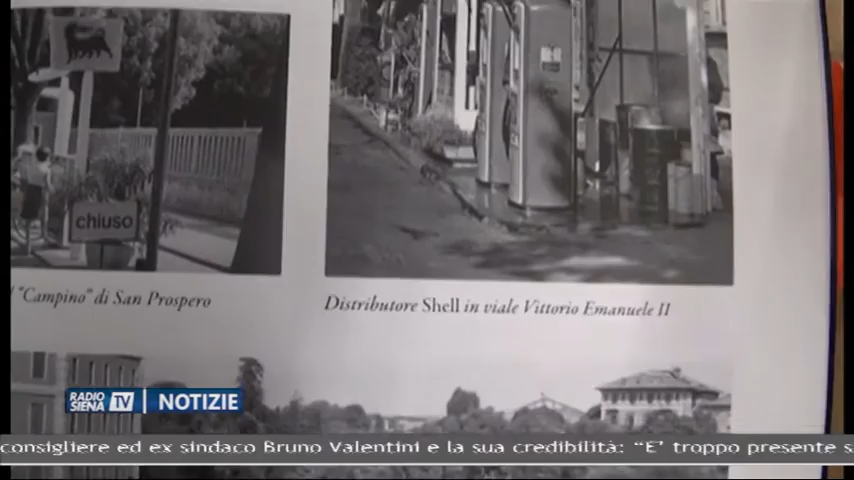 chiuso
"Campino" di San Prospero
Distributore Shell in viale Vittorio Emanuele II
RADIO SIENA TV NOTIZIE
consigliere ed ex sindaco Bruno Valentini e la sua credibilità: "E' troppo presente